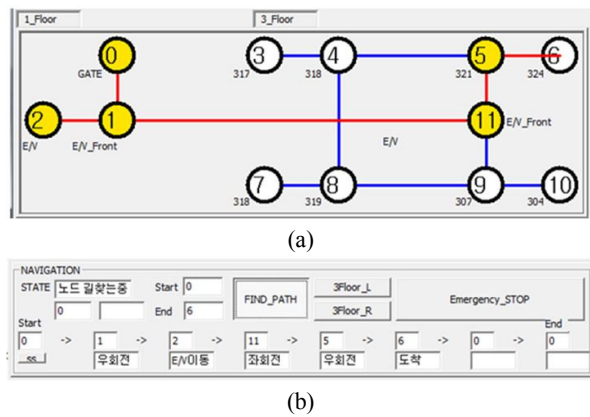 1_Floor 3_Floor
0 3 4 5 6
GATE 317 318 321 324
2 1 11 E/V_Front
E/V E/V_Front E/V
7 8 9 10
318 319 307 304
(a)
NAVIGATION
STATE 노드 길찾는중 Start 0 FIND_PATH 3Floor_L Emergency_STOP
0 End 6 3Floor_R
Start End
0 -> 1 -> 2 -> 11 -> 5 -> 6 -> 0 -> 0
ss 우회전 E/V이동 좌회전 우회전 도착
(b)